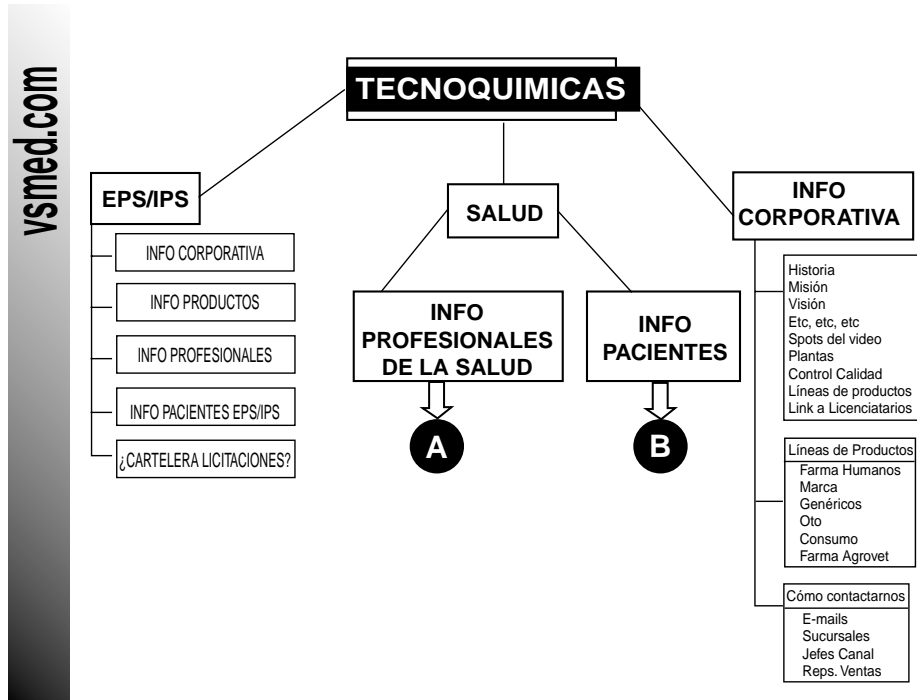 vsmed.com
TECNOQUIMICAS
EPS/IPS
INFO CORPORATIVA
INFO PRODUCTOS
INFO PROFESIONALES
INFO PACIENTES EPS/IPS
¿CARTELERA LICITACIONES?
SALUD
INFO
PROFESIONALES
DE LA SALUD
A
INFO
PACIENTES
B
INFO
CORPORATIVA
Historia
Misión
Visión
Etc, etc, etc
Spots del video
Plantas
Control Calidad
Líneas de productos
Link a Licenciatarios
Líneas de Productos
Farma Humanos
Marca
Genéricos
Oto
Consumo
Farma Agrovet
Cómo contactarnos
E-mails
Sucursales
Jefes Canal
Reps. Ventas